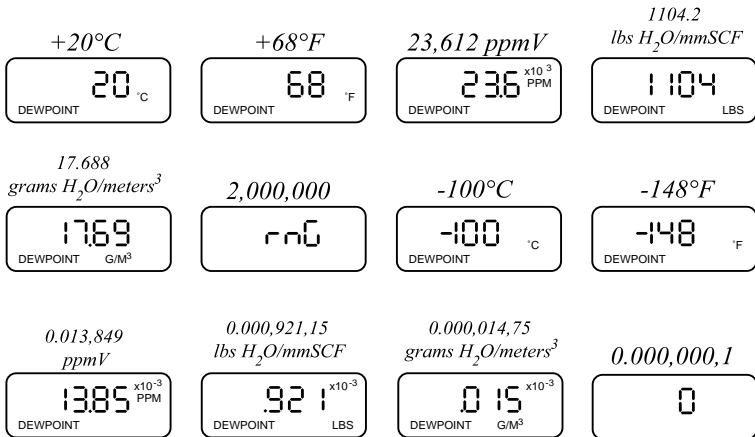 +20°C
20 °C
DEWPOINT
+68°F
68 °F
DEWPOINT
23,612 ppmV
23.6 x10 3
PPM
DEWPOINT
1104.2
lbs H2O/mmSCF
1104
DEWPOINT LBS
17.688
grams H2O/meters3
17.69
DEWPOINT G/M3
2,000,000
rnG
-100°C
-100 °C
DEWPOINT
-148°F
-148 °F
DEWPOINT
0.013,849
ppmV
13.85 x10-3
PPM
DEWPOINT
0.000,921,15
lbs H2O/mmSCF
.921 x10-3
DEWPOINT LBS
0.000,014,75
grams H2O/meters3
.015 x10-3
DEWPOINT G/M3
0.000,000,1
0